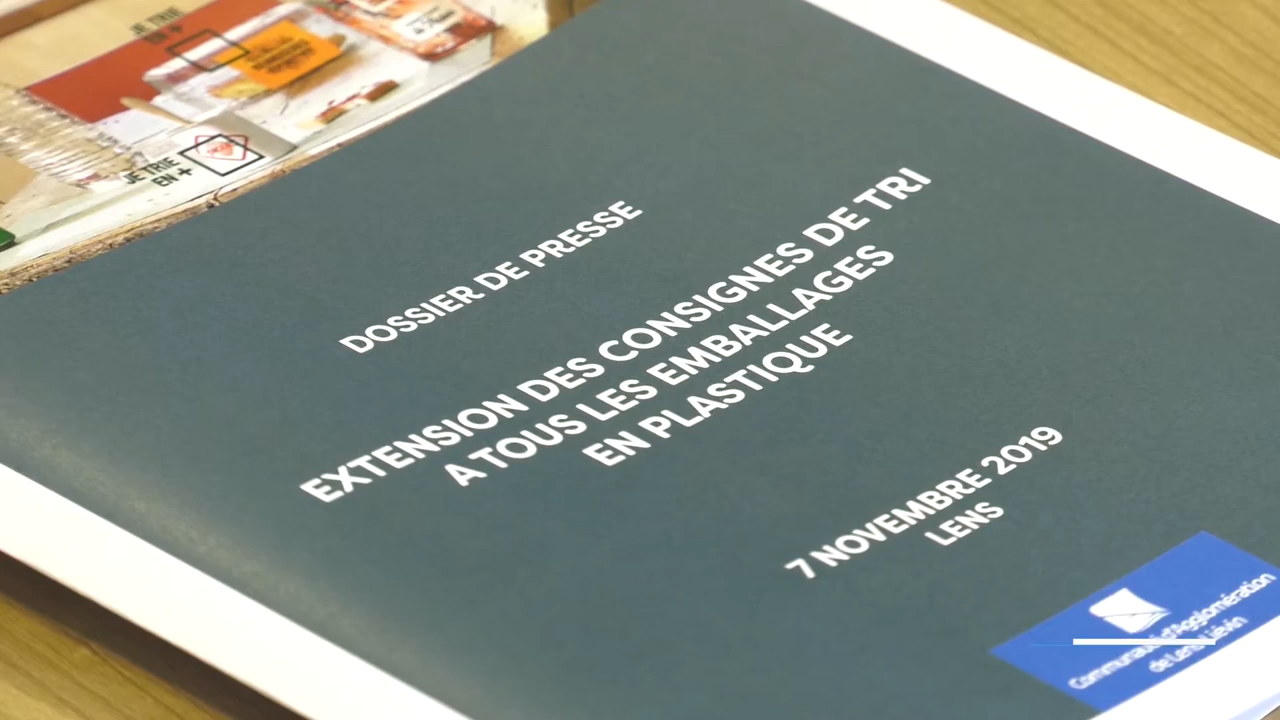 JE TRIE
EN +
JE TRIE
EN +
DOSSIER DE PRESSE
EXTENSION DES CONSIGNES DE TRI
A TOUS LES EMBALLAGES
EN PLASTIQUE
7 NOVEMBRE 2019
LENS
Communauté d'Agglomération
de Lens-Liévin